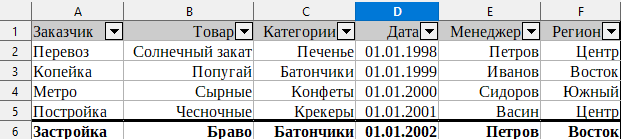 A B C D E F
1 Заказчик Товар Категории Дата Менеджер Регион
2 Перевоз Солнечный закат Печенье 01.01.1998 Петров Центр
3 Копейка Попугай Батончики 01.01.1999 Иванов Восток
4 Метро Сырные Конфеты 01.01.2000 Сидоров Южный
5 Постройка Чесночные Крекеры 01.01.2001 Васин Центр
6 Застройка Браво Батончики 01.01.2002 Петров Восток